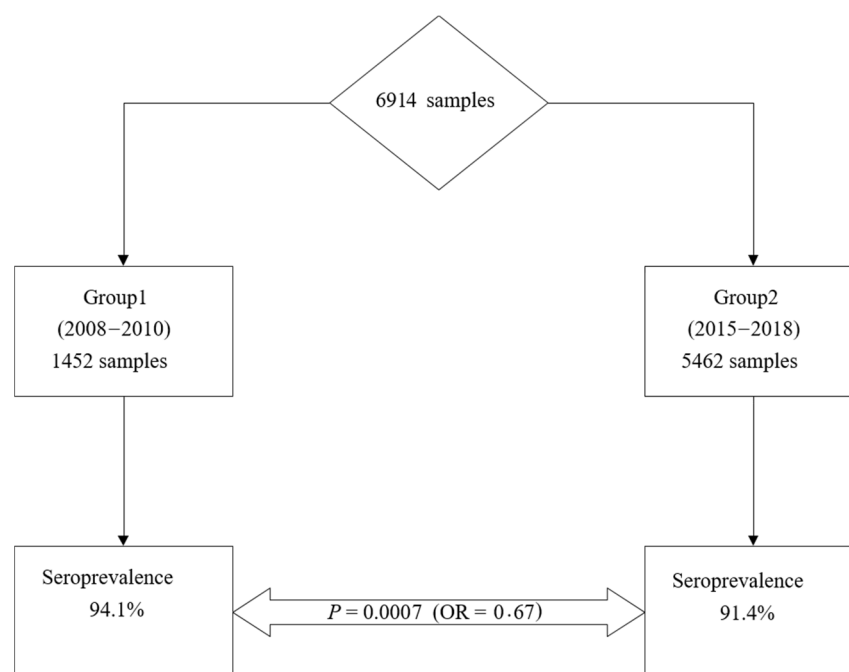 6914 samples
Group1
(2008−2010)
1452 samples
Group2
(2015−2018)
5462 samples
Seroprevalence
94.1%
P = 0.0007 (OR = 0·67)
Seroprevalence
91.4%